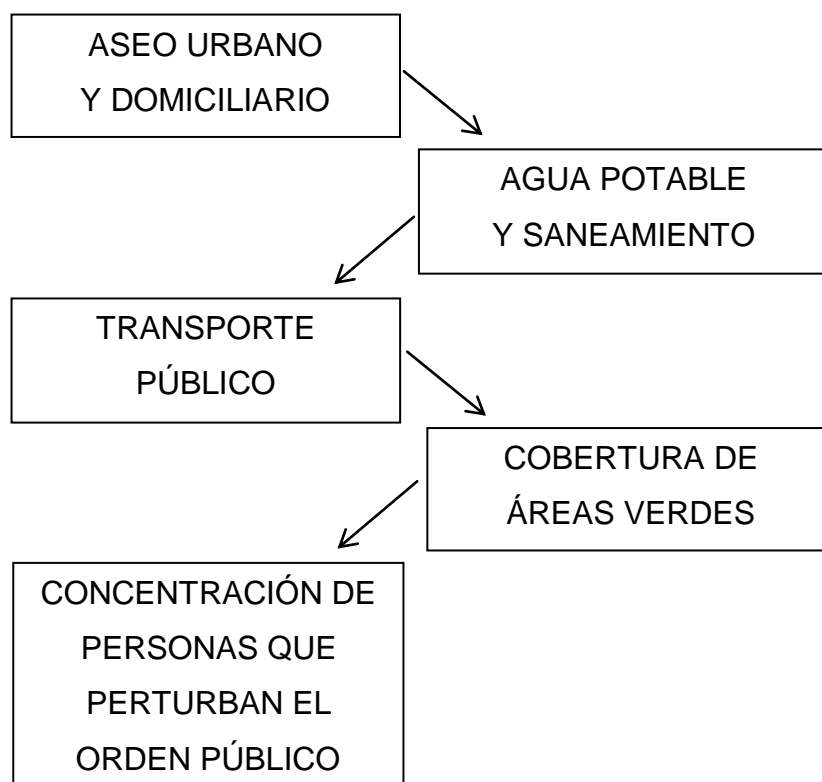 ASEO URBANO
Y DOMICILIARIO
AGUA POTABLE
Y SANEAMIENTO
TRANSPORTE
PÚBLICO
COBERTURA DE
ÁREAS VERDES
CONCENTRACIÓN DE
PERSONAS QUE
PERTURBAN EL
ORDEN PÚBLICO